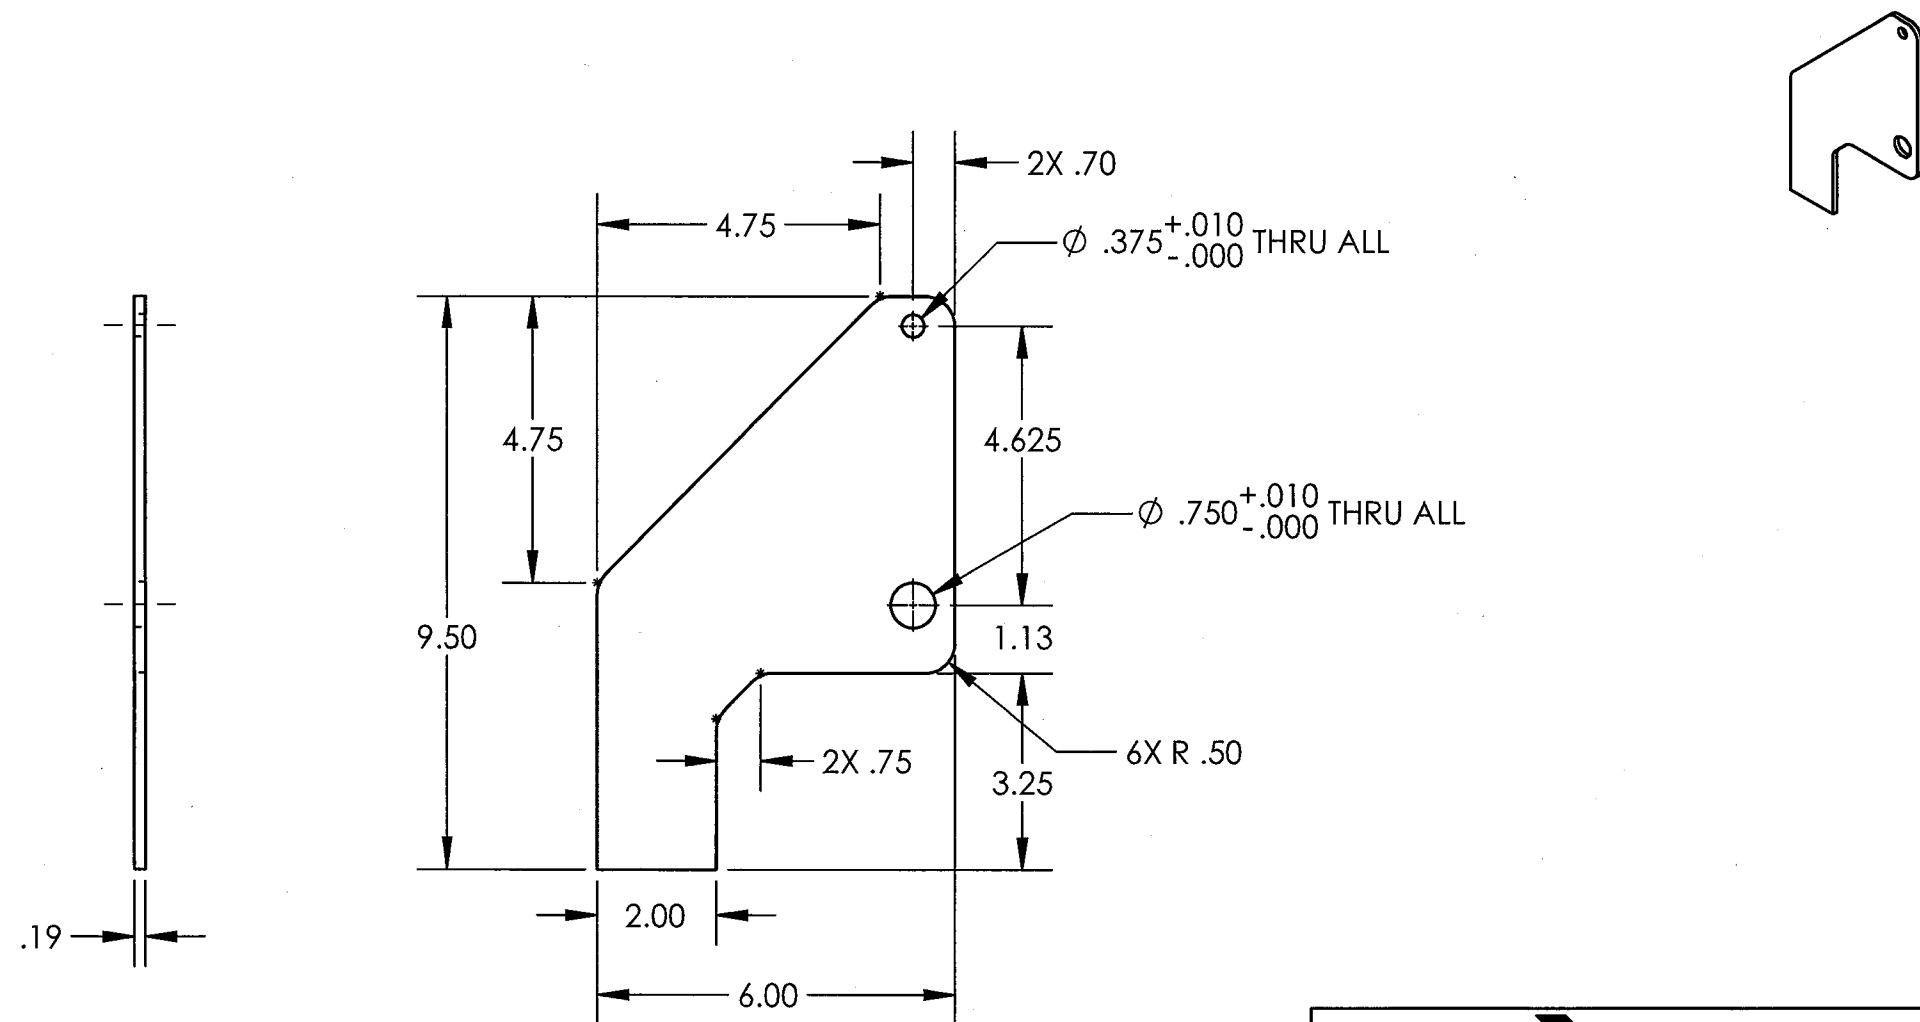 2X .70
4.75
Ø .375 +.010 -.000 THRU ALL
4.75
4.625
Ø .750 +.010 -.000 THRU ALL
9.50
1.13
2X .75
6X R .50
3.25
2.00
.19
6.00